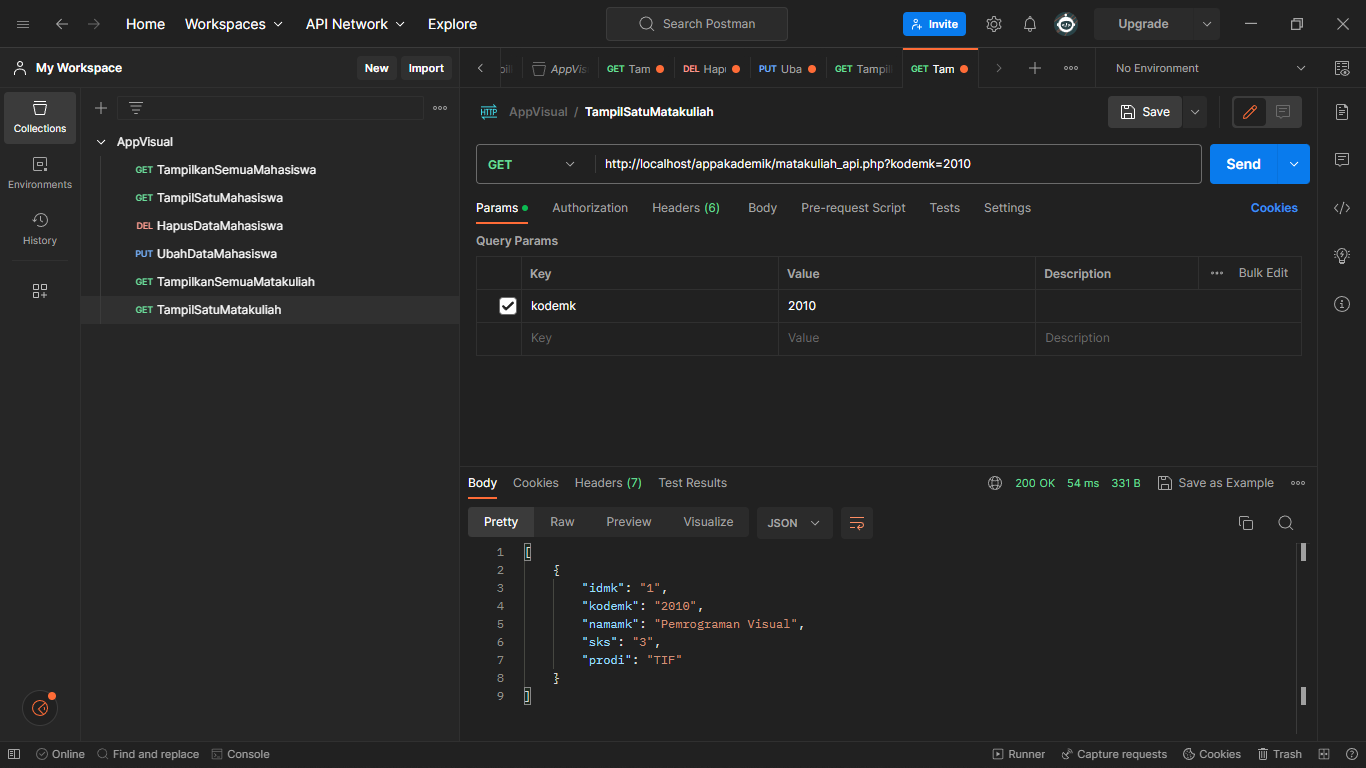 Home Workspaces API Network Explore Search Postman Invite Upgrade
My Workspace New Import
AppVis GET Tam DEL Hapu PUT Uba GET Tampil GET Tam No Environment
Collections
Environments
History
AppVisual
GET TampilkanSemuaMahasiswa
GET TampilSatuMahasiswa
DEL HapusDataMahasiswa
PUT UbahDataMahasiswa
GET TampilkanSemuaMatakuliah
GET TampilSatuMatakuliah
HTTP AppVisual / TampilSatuMatakuliah Save
GET http://localhost/appakademik/matakuliah_api.php?kodemk=2010 Send
Params Authorization Headers (6) Body Pre-request Script Tests Settings Cookies
Query Params
Key Value Description Bulk Edit
kodemk 2010
Key Value Description
Body Cookies Headers (7) Test Results 200 OK 54 ms 331 B Save as Example
Pretty Raw Preview Visualize JSON
1 [
2 {
3 "idmk": "1",
4 "kodemk": "2010",
5 "namamk": "Pemrograman Visual",
6 "sks": "3",
7 "prodi": "TIF"
8 }
9 ]
Online Find and replace Console Runner Capture requests Cookies Trash